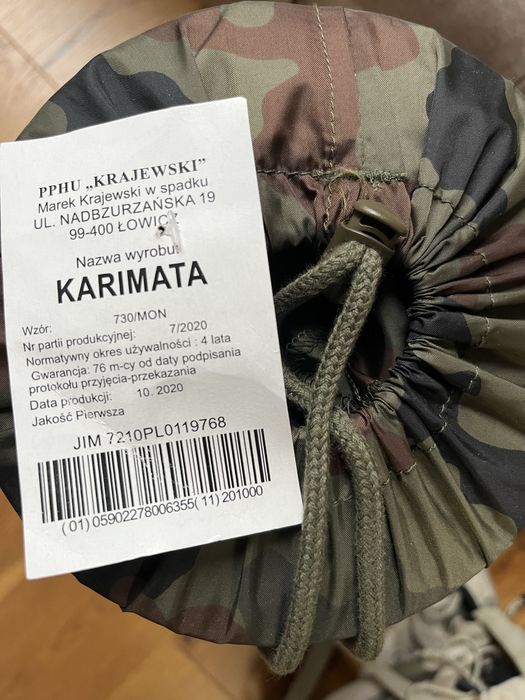 PPHU „KRAJEWSKI”
Marek Krajewski w spadku
UL. NADBZURZAŃSKA 19
99-400 ŁOWICZ
Nazwa wyrobu:
KARIMATA
Wzór: 730/MON
Nr partii produkcyjnej: 7/2020
Normatywny okres używalności : 4 lata
Gwarancja: 76 m-cy od daty podpisania
protokołu przyjęcia-przekazania
Data produkcji: 10. 2020
Jakość Pierwsza
JIM 7210PL0119768
(01)05902278006355(11)201000